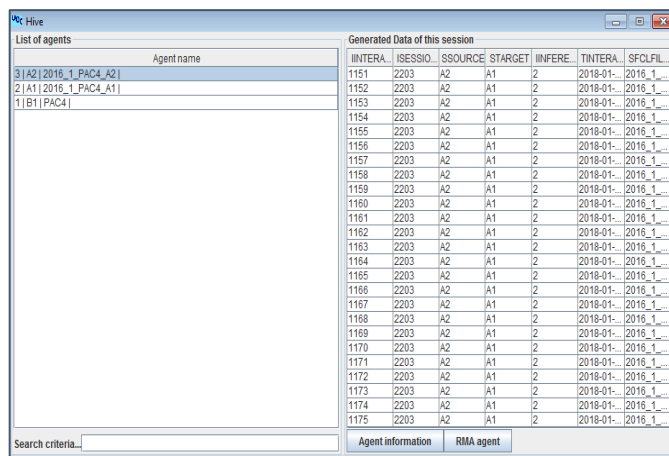 UOC Hive
List of agents
Agent name
3 | A2 | 2016_1_PAC4_A2 |
2 | A1 | 2016_1_PAC4_A1 |
1 | B1 | PAC4 |
Search criteria...
Generated Data of this session
IINTERA... ISESSIO... SSOURCE STARGET IINFERE... TINTERA... SFCLFIL...
1151 2203 A2 A1 2 2018-01-... 2016_1_...
1152 2203 A2 A1 2 2018-01-... 2016_1_...
1153 2203 A2 A1 2 2018-01-... 2016_1_...
1154 2203 A2 A1 2 2018-01-... 2016_1_...
1155 2203 A2 A1 2 2018-01-... 2016_1_...
1156 2203 A2 A1 2 2018-01-... 2016_1_...
1157 2203 A2 A1 2 2018-01-... 2016_1_...
1158 2203 A2 A1 2 2018-01-... 2016_1_...
1159 2203 A2 A1 2 2018-01-... 2016_1_...
1160 2203 A2 A1 2 2018-01-... 2016_1_...
1161 2203 A2 A1 2 2018-01-... 2016_1_...
1162 2203 A2 A1 2 2018-01-... 2016_1_...
1163 2203 A2 A1 2 2018-01-... 2016_1_...
1164 2203 A2 A1 2 2018-01-... 2016_1_...
1165 2203 A2 A1 2 2018-01-... 2016_1_...
1166 2203 A2 A1 2 2018-01-... 2016_1_...
1167 2203 A2 A1 2 2018-01-... 2016_1_...
1168 2203 A2 A1 2 2018-01-... 2016_1_...
1169 2203 A2 A1 2 2018-01-... 2016_1_...
1170 2203 A2 A1 2 2018-01-... 2016_1_...
1171 2203 A2 A1 2 2018-01-... 2016_1_...
1172 2203 A2 A1 2 2018-01-... 2016_1_...
1173 2203 A2 A1 2 2018-01-... 2016_1_...
1174 2203 A2 A1 2 2018-01-... 2016_1_...
1175 2203 A2 A1 2 2018-01-... 2016_1_...
Agent information RMA agent